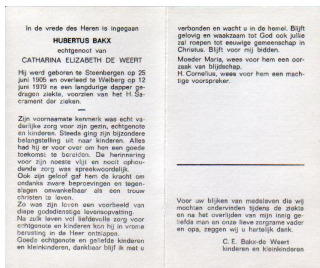 in de vrede des Heren is ingegaan
HUBERTUS BAKX
echtgenoot van
CATHARINA ELIZABETH DE WEERT
Hij werd geboren te Steenbergen op 25
juni 1905 en overleed te Welberg op 12
juni 1979 na een langdurige dapper ge-
dragen ziekte, voorzien van het H. Sa-
crament der zieken.
Zijn voornaamste kenmerk was echt va-
derlijke zorg voor zijn gezin, echtgenote
en kinderen. Steeds ging zijn bijzondere
belangstelling uit naar kinderen. Alles
had hij er voor over om hen een goede
toekomst te bereiden. De herinnering
voor zijn noeste vlijt en nooit ophou-
dende zorg was spreekwoordelijk.
Ook zijn geloof gaf hem de kracht om
ondanks zware beproevingen en tegen-
slagen onwankelbaar als een trouw
christen te leven.
Zo was zijn leven een voorbeeld van
diepe godsdienstige levensopvatting.
Na zulk leven vol liefdevolle zorg voor
echtgenote en kinderen kon hij in vrome
berusting in de Heer ontslapen.
Goede echtgenote en geliefde kinderen
en kleinkinderen, dankbaar blijf ik met u
verbonden en wacht u in de hemel. Blijft
gelovig en waakzaam tot God ook jullie
zal roepen tot eeuwige gemeenschap in
Christus. Blijft voor mij bidden.
Moeder Maria, wees voor hem een oor-
zaak van blijdschap.
H. Cornelius, wees voor hem een mach-
tige voorspreker.
Voor uw blijken van medeleven die wij
mochten ondervinden tijdens de ziekte
en na het overlijden van mijn innig ge-
liefde man en onze lieve zorgzame vader
en opa, zeggen wij u hartelijk dank.
C. E. Bakx-de Weert
kinderen en kleinkinderen